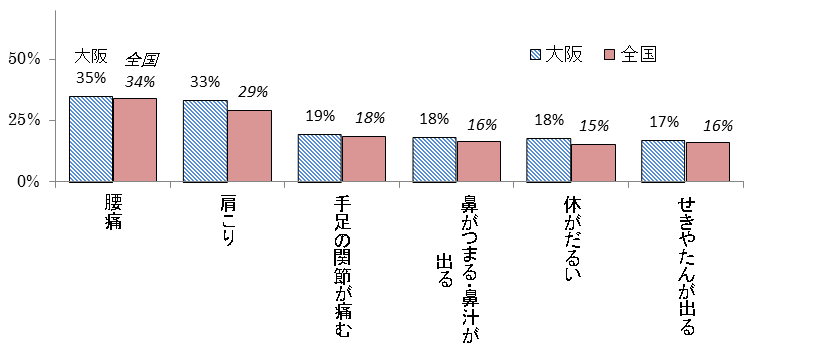 大阪 全国
50%
25%
0%
大阪 全国
35% 34%
33% 29%
19% 18%
18% 16%
18% 15%
17% 16%
腰痛
肩こり
手足の関節が痛む
鼻がつまる・鼻汁が
出る
体がだるい
せきやたんが出る